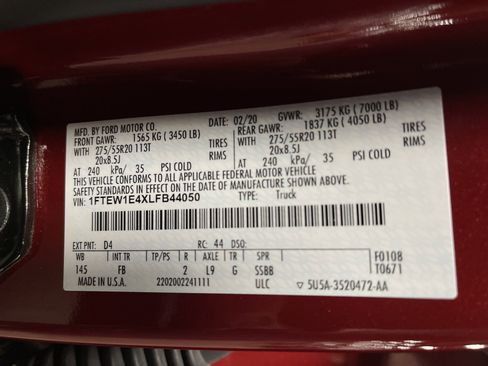 MFD. BY FORD MOTOR CO.
02/20 GVWR: 3175 KG ( 7000 LB)
FRONT GAWR: 1565 KG ( 3450 LB)
REAR GAWR: 1837 KG ( 4050 LB)
WITH 275/55R20 113T TIRES
20x8.5J RIMS
AT 240 kPa/ 35 PSI COLD
WITH 275/55R20 113T TIRES
20x8.5J RIMS
AT 240 kPa/ 35 PSI COLD
THIS VEHICLE CONFORMS TO ALL APPLICABLE FEDERAL MOTOR VEHICLE
SAFETY STANDARDS IN EFFECT ON THE DATE OF MANUFACTURE SHOWN ABOVE.
VIN: 1FTEW1E4XLFB44050 TYPE: Truck
EXT PNT: D4 RC: 44 DSO:
WB INT TR TP/PS R AXLE TR SPR
145 FB 2 L9 G SSBB
F0108
T0671
MADE IN U.S.A. 2202002241111 ULC ▽ 5U5A-3520472-AA